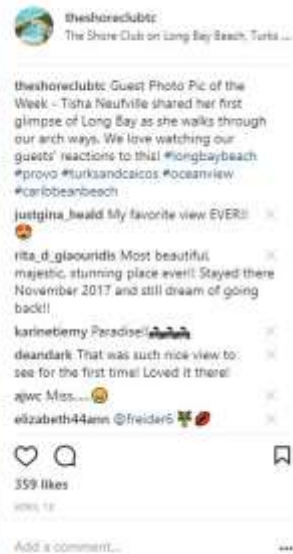 theshoreclubtc
The Shore Club on Long Bay Beach, Turks ...
theshoreclubtc Guest Photo Pic of the
Week - Tisha Neufville shared her first
glimpse of Long Bay as she walks through
our arch ways. We love watching our
guests' reactions to this! #longbaybeach
#provo #turksandcaicos #oceanview
#caribbeanbeach
justgina_heald My favorite view EVER!!
😍
rita_d_giaouridis Most beautiful,
majestic, stunning place ever!! Stayed there
November 2017 and still dream of going
back!!
karinetiemy Paradise!!
deandark That was such nice view to
see for the first time! Loved it there!
ajwc Miss....
elizabeth44ann @freider6
359 likes
Add a comment...